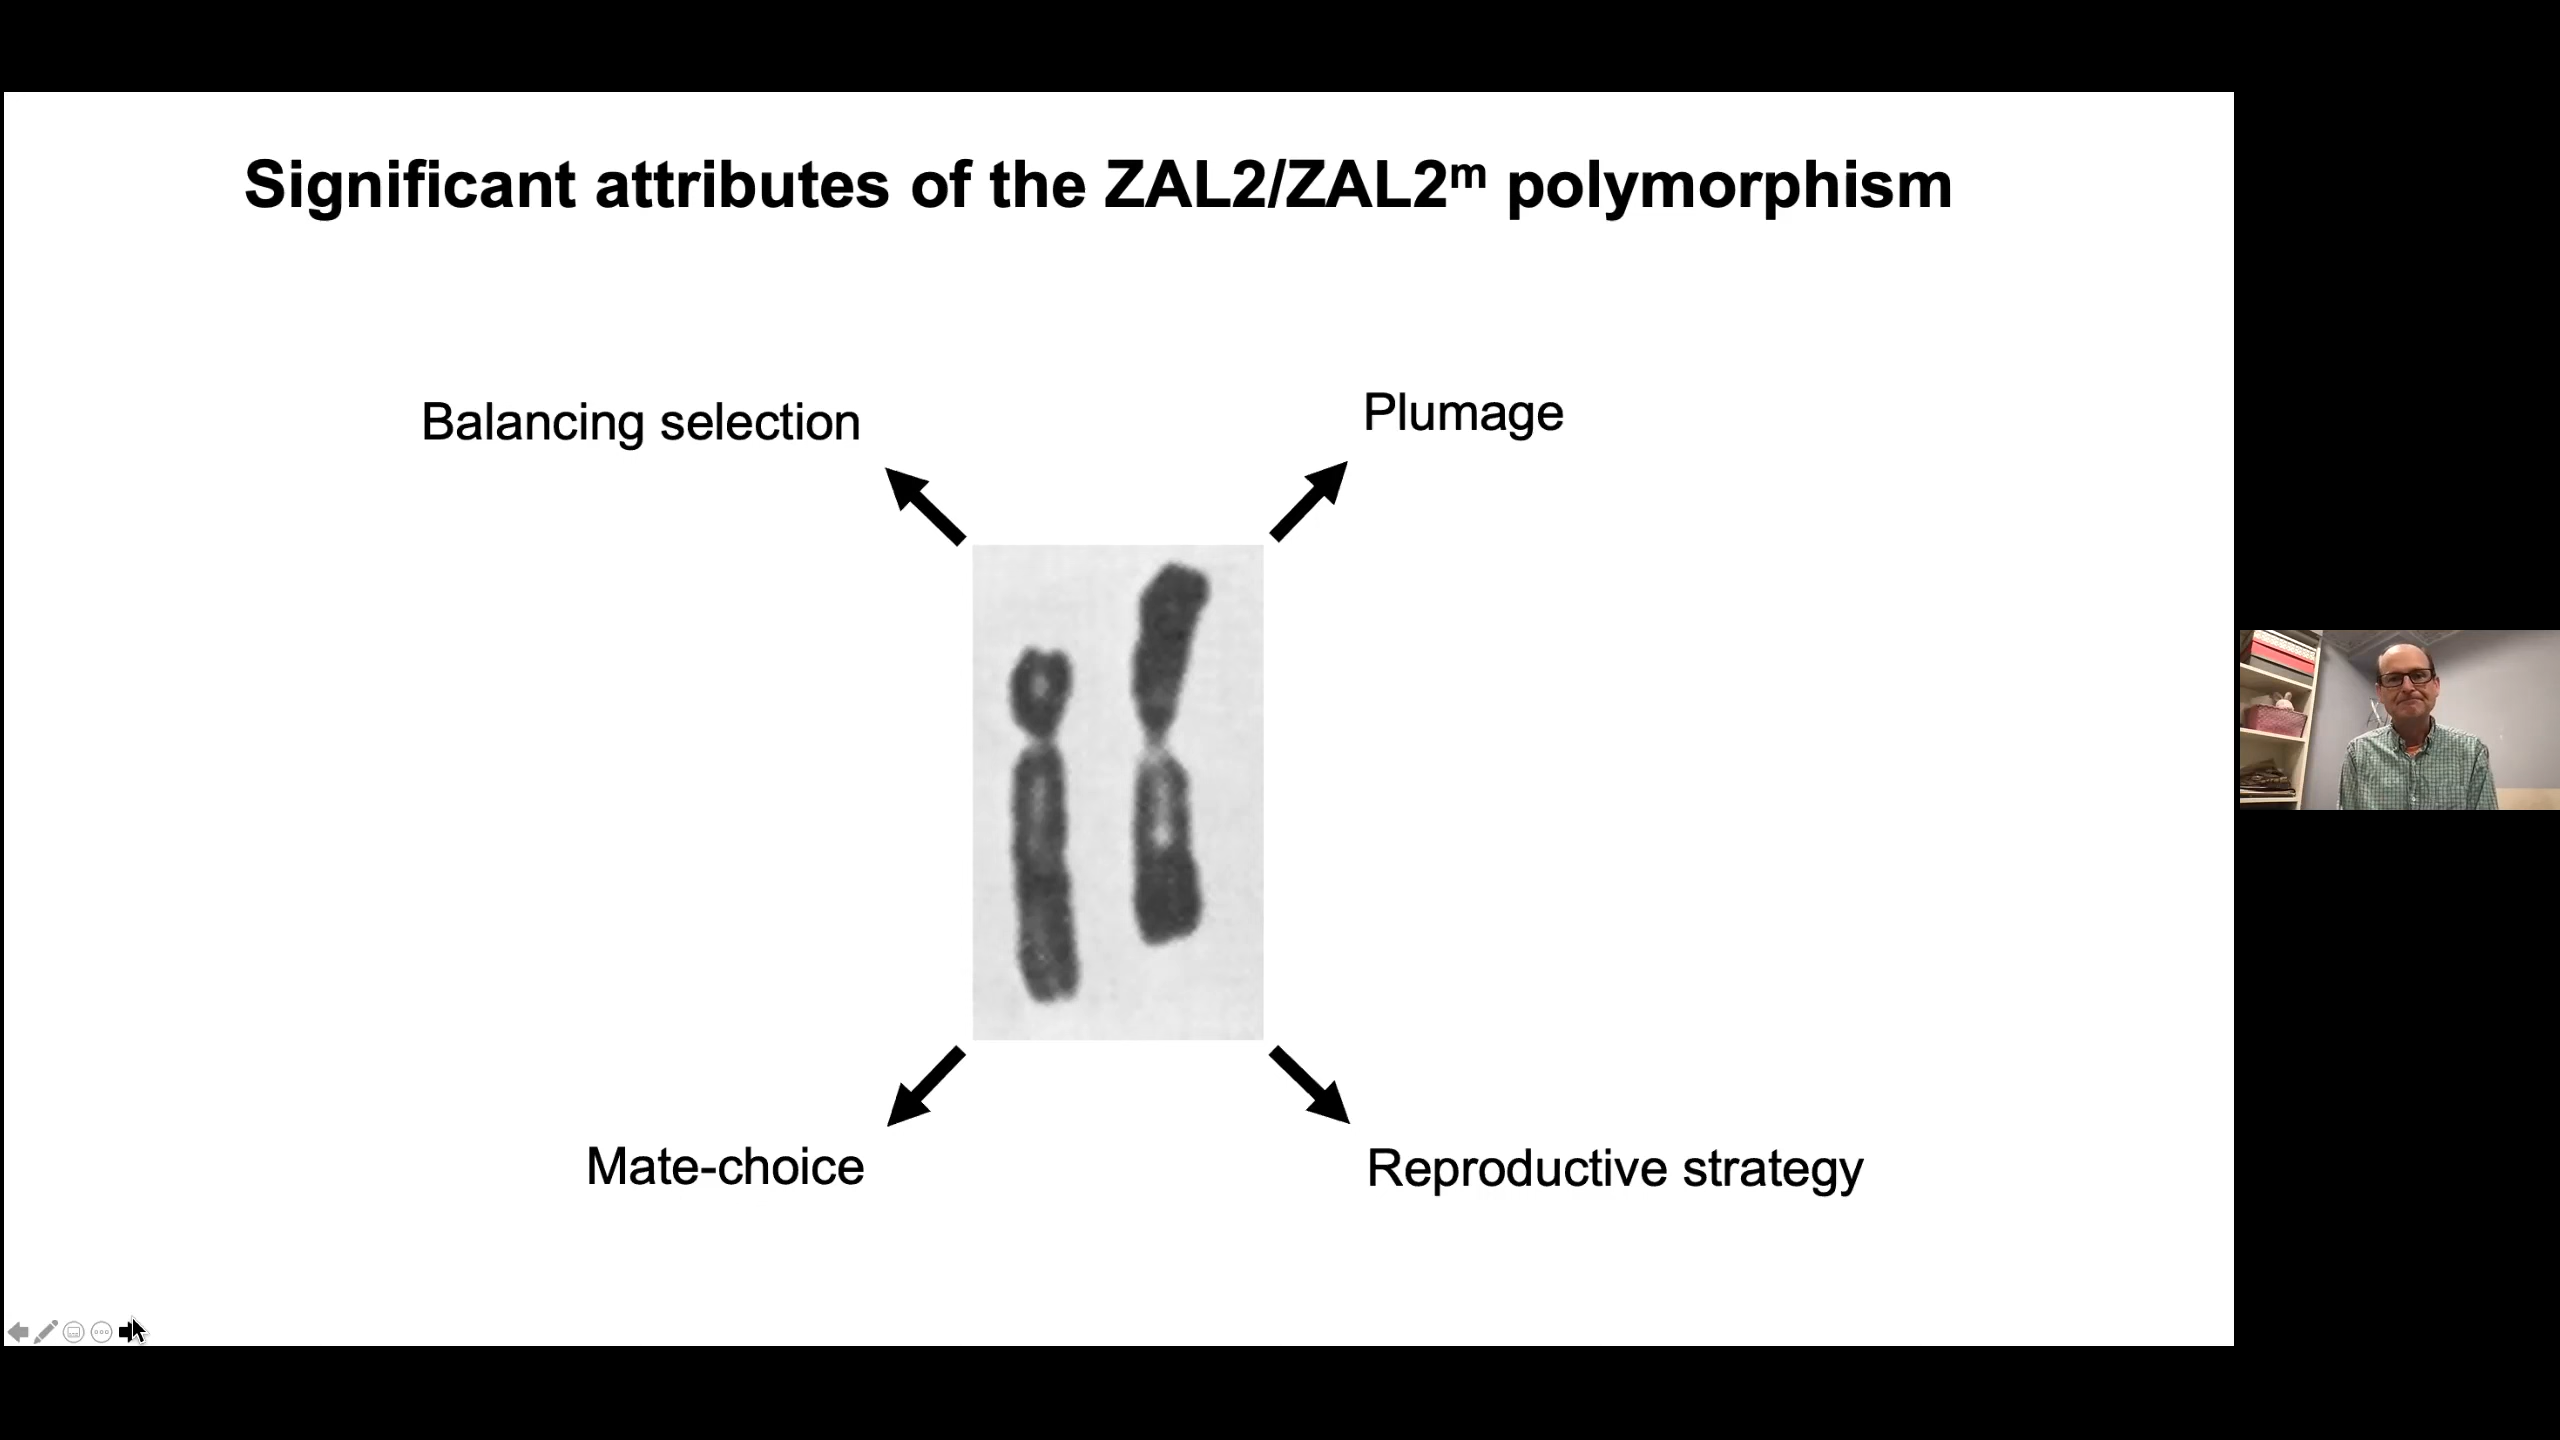 Significant attributes of the ZAL2/ZAL2ᵐ polymorphism
Balancing selection
Plumage
Mate-choice
Reproductive strategy